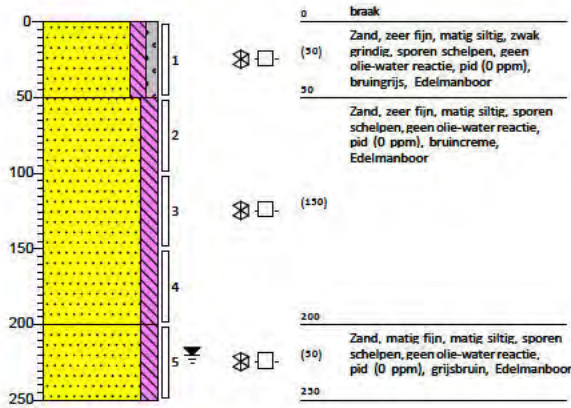 0
50
100
150
200
250
1
2
3
4
5
0 braak
(50)
Zand, zeer fijn, matig siltig, zwak
grindig, sporen schelpen, geen
olie-water reactie, pid (0 ppm),
bruingrijs, Edelmanboor
50
Zand, zeer fijn, matig siltig, sporen
schelpen, geen olie-water reactie,
pid (0 ppm), bruincreme,
Edelmanboor
(150)
200
Zand, matig fijn, matig siltig, sporen
(50)
schelpen, geen olie-water reactie,
pid (0 ppm), grijsbruin, Edelmanboor
250